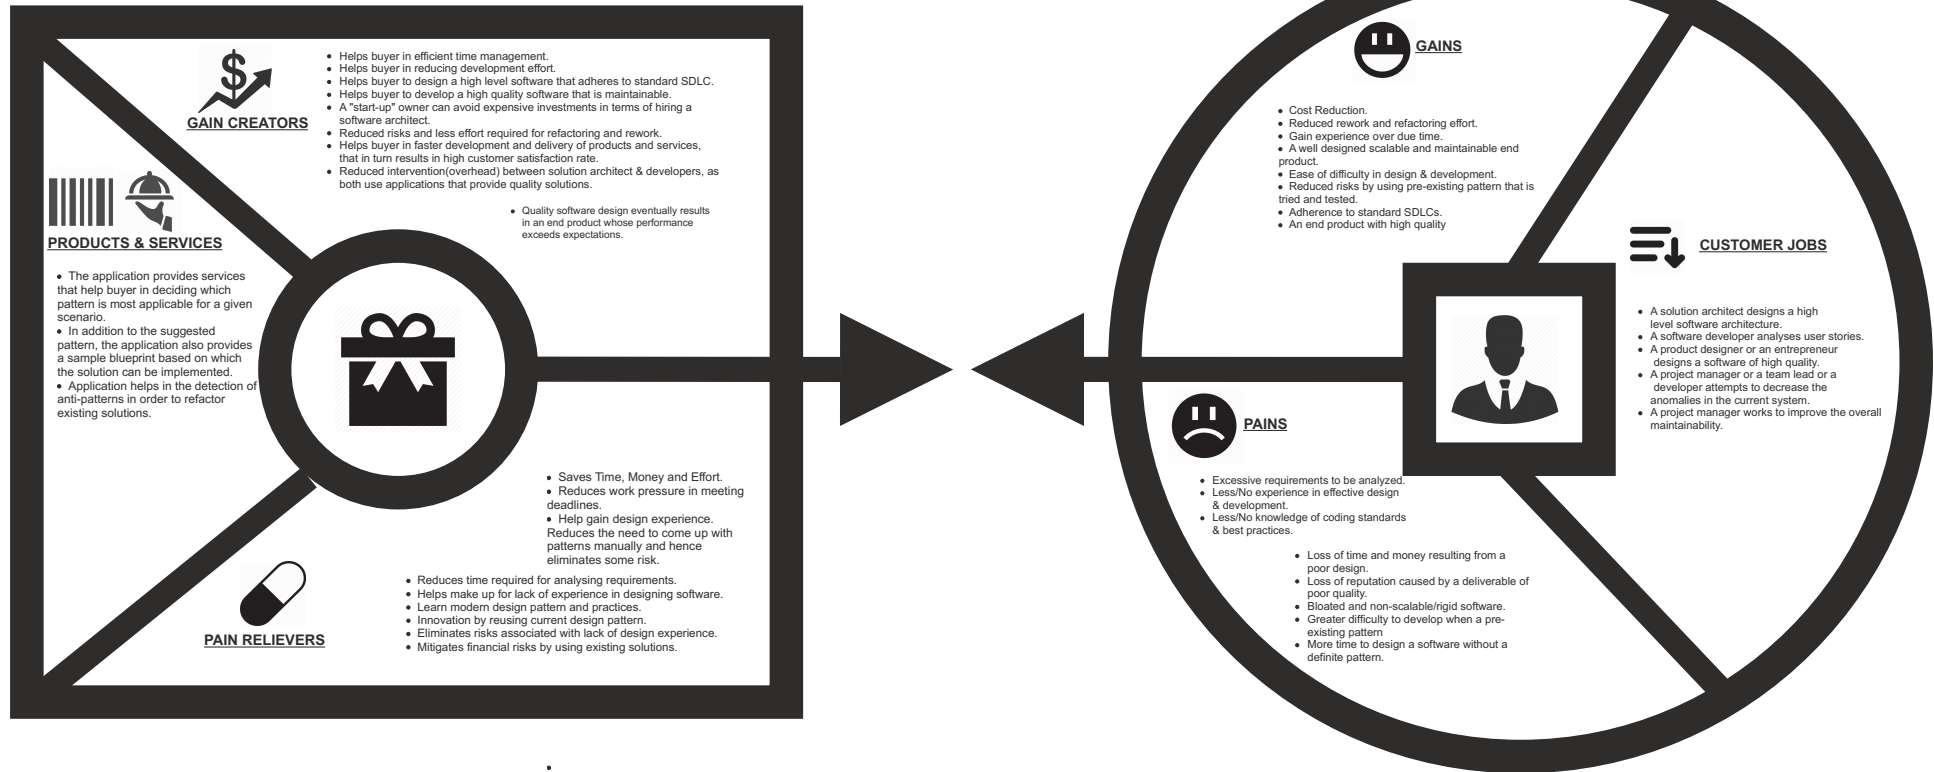 GAIN CREATORS
• Helps buyer in efficient time management.
• Helps buyer in reducing development effort.
• Helps buyer to design a high level software that adheres to standard SDLC.
• Helps buyer to develop a high quality software that is maintainable.
• A "start-up" owner can avoid expensive investments in terms of hiring a
software architect.
• Reduced risks and less effort required for refactoring and rework.
• Helps buyer in faster development and delivery of products and services,
that in turn results in high customer satisfaction rate.
• Reduced intervention(overhead) between solution architect & developers, as
both use applications that provide quality solutions.
• Quality software design eventually results
in an end product whose performance
exceeds expectations.
PRODUCTS & SERVICES
• The application provides services
that help buyer in deciding which
pattern is most applicable for a given
scenario.
• In addition to the suggested
pattern, the application also provides
a sample blueprint based on which
the solution can be implemented.
• Application helps in the detection of
anti-patterns in order to refactor
existing solutions.
PAIN RELIEVERS
• Saves Time, Money and Effort.
• Reduces work pressure in meeting
deadlines.
• Help gain design experience.
Reduces the need to come up with
patterns manually and hence
eliminates some risk.
• Reduces time required for analysing requirements.
• Helps make up for lack of experience in designing software.
• Learn modern design pattern and practices.
• Innovation by reusing current design pattern.
• Eliminates risks associated with lack of design experience.
• Mitigates financial risks by using existing solutions.
GAINS
• Cost Reduction.
• Reduced rework and refactoring effort.
• Gain experience over due time.
• A well designed scalable and maintainable end
product.
• Ease of difficulty in design & development.
• Reduced risks by using pre-existing pattern that is
tried and tested.
• Adherence to standard SDLCs.
• An end product with high quality
CUSTOMER JOBS
• A solution architect designs a high
level software architecture.
• A software developer analyses user stories.
• A product designer or an entrepreneur
designs a software of high quality.
• A project manager or a team lead or a
developer attempts to decrease the
anomalies in the current system.
• A project manager works to improve the overall
maintainability.
PAINS
• Excessive requirements to be analyzed.
• Less/No experience in effective design
& development.
• Less/No knowledge of coding standards
& best practices.
• Loss of time and money resulting from a
poor design.
• Loss of reputation caused by a deliverable of
poor quality.
• Bloated and non-scalable/rigid software.
• Greater difficulty to develop when a pre-
existing pattern
• More time to design a software without a
definite pattern.